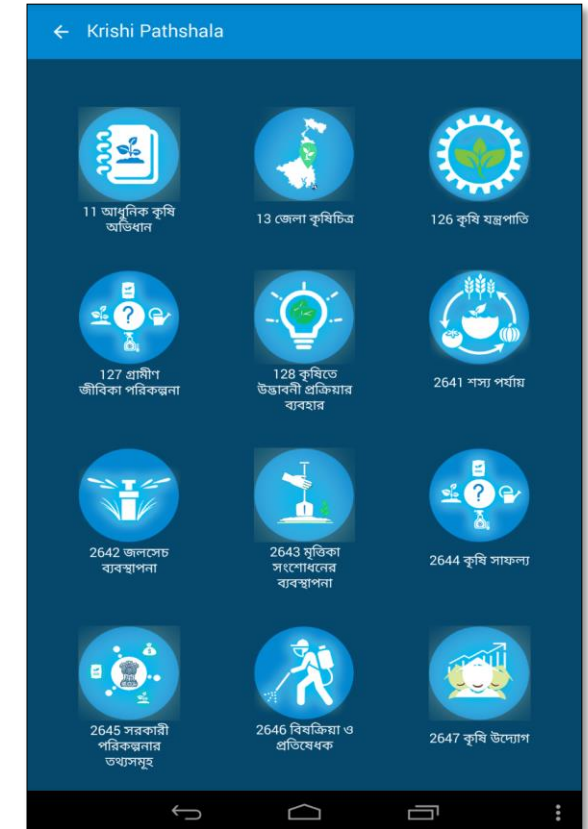 Krishi Pathshala
11 আধুনিক কৃষি
অভিধান
13 জেলা কৃষিচিত্র
126 কৃষি যন্ত্রপাতি
127 গ্রামীণ
জীবিকা পরিকল্পনা
128 কৃষিতে
উদ্ভাবনী প্রক্রিয়ার
ব্যবহার
2641 শস্য পর্যায়
2642 জলসেচ
ব্যবস্থাপনা
2643 মৃত্তিকা
সংশোধনের
ব্যবস্থাপনা
2644 কৃষি সাফল্য
2645 সরকারী
পরিকল্পনার
তথ্যসমূহ
2646 বিষক্রিয়া ও
প্রতিষেধক
2647 কৃষি উদ্যোগ